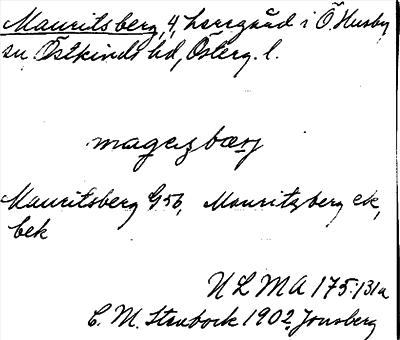 Mauritsberg, 4, herrgård i Ö. Husby
sn Östkinds hd, Österg. l.
Mauritsberg G56, Mauritzberg ek,
bek
ULMA 175:131a
C. M. Stenbock 1902. Jonsberg